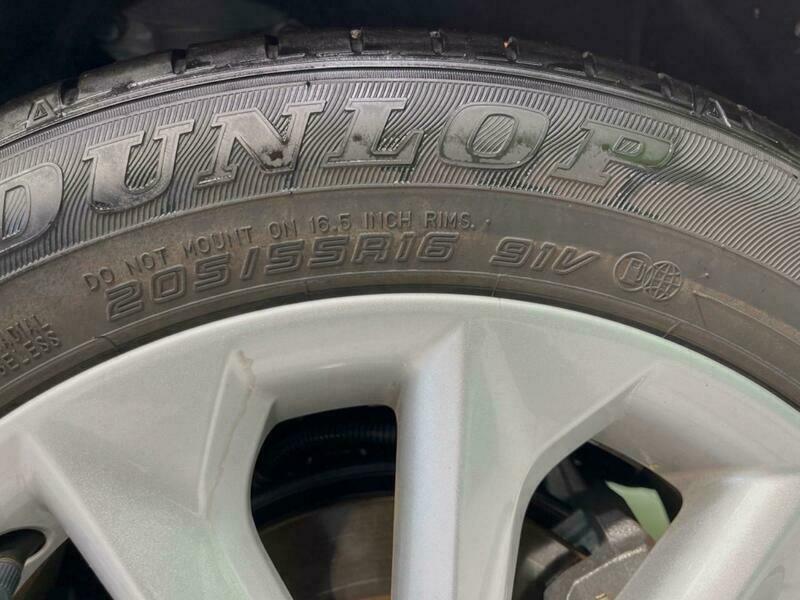 DUNLOP
DO NOT MOUNT ON 16.5 INCH RIMS.
205/55R16 91V